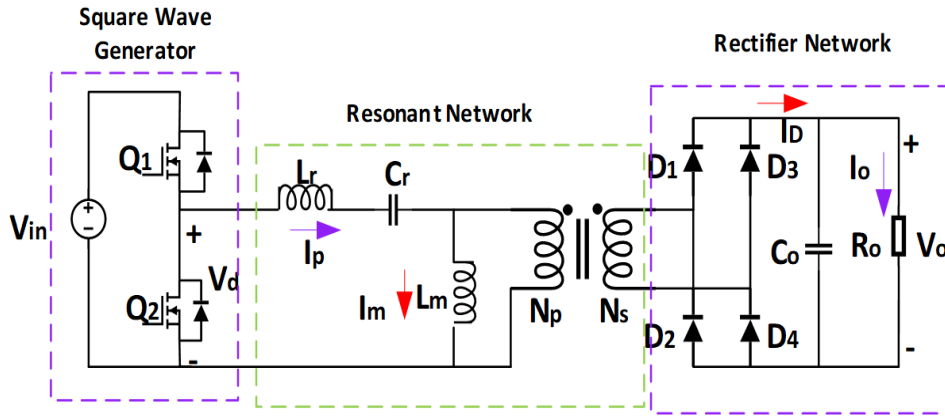 Square Wave
Generator
Rectifier Network
Resonant Network
Q1
Lr
Cr
ID
D1
D3
+
Io
Vin
+
-
+
Ip
Vd
Im
Lm
Np
Ns
Co
Ro
Vo
Q2
D2
D4
-
-